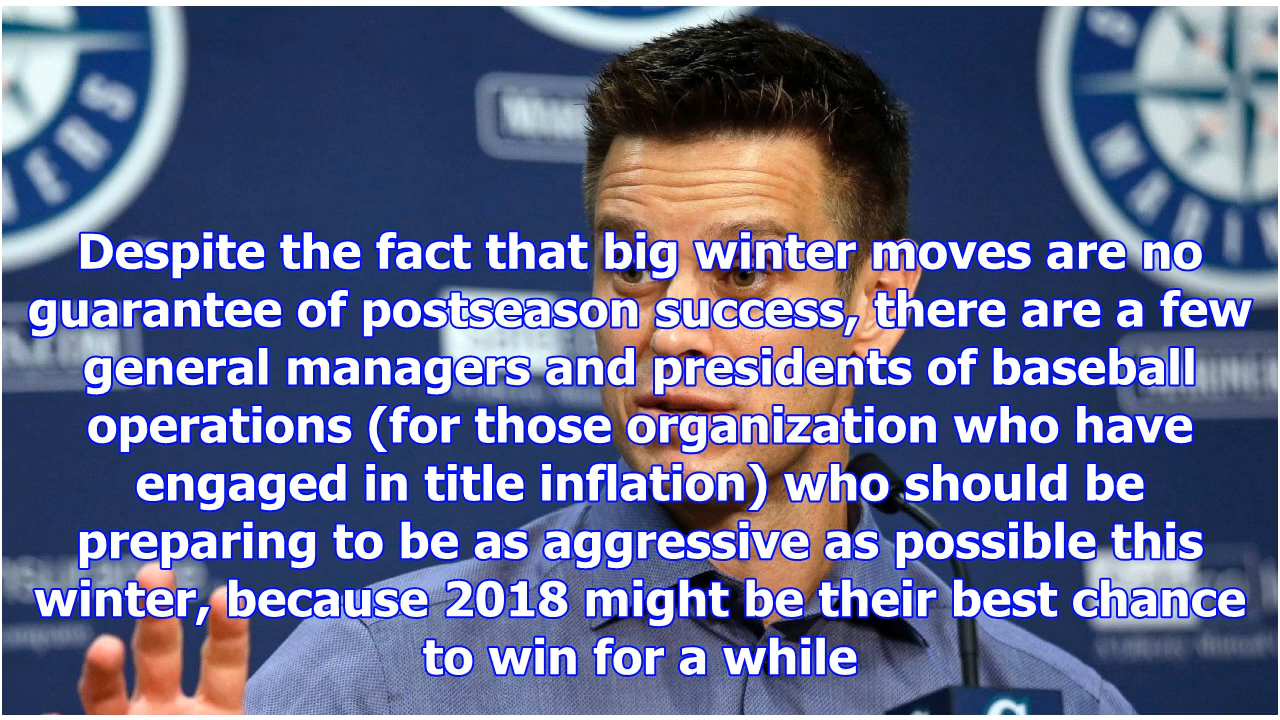 Despite the fact that big winter moves are no
guarantee of postseason success, there are a few
general managers and presidents of baseball
operations (for those organization who have
engaged in title inflation) who should be
preparing to be as aggressive as possible this
winter, because 2018 might be their best chance
to win for a while